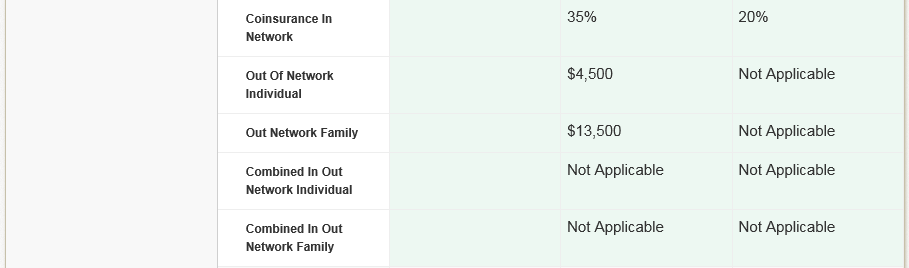 Coinsurance In
Network
35%
20%
Out Of Network
Individual
$4,500
Not Applicable
Out Network Family
$13,500
Not Applicable
Combined In Out
Network Individual
Not Applicable
Not Applicable
Combined In Out
Network Family
Not Applicable
Not Applicable